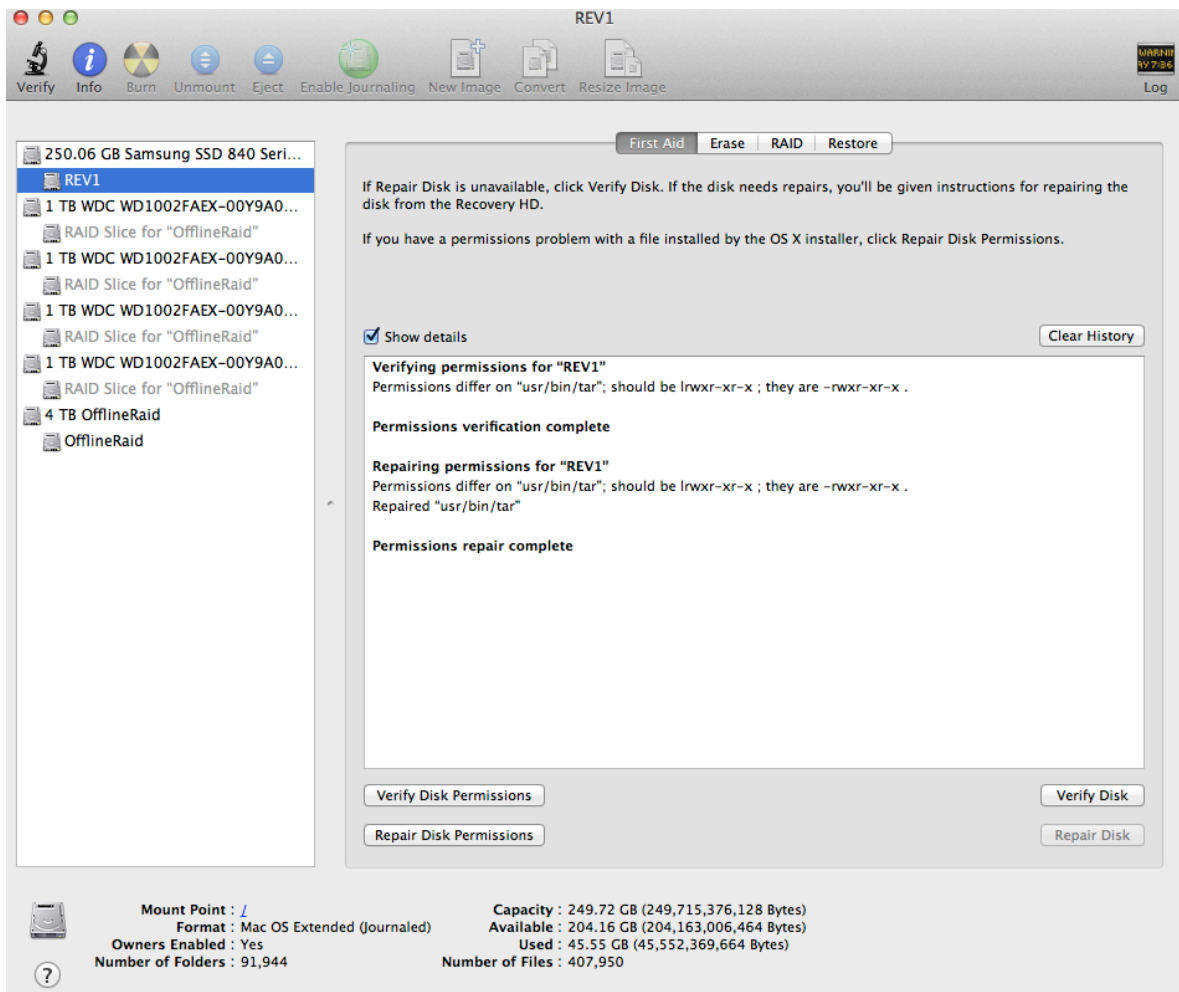 REV1
Verify Info Burn Unmount Eject Enable Journaling New Image Convert Resize Image
WARNIN
AY 7:36
Log
250.06 GB Samsung SSD 840 Seri...
REV1
1 TB WDC WD1002FAEX-00Y9A0...
RAID Slice for "OfflineRaid"
1 TB WDC WD1002FAEX-00Y9A0...
RAID Slice for "OfflineRaid"
1 TB WDC WD1002FAEX-00Y9A0...
RAID Slice for "OfflineRaid"
1 TB WDC WD1002FAEX-00Y9A0...
RAID Slice for "OfflineRaid"
4 TB OfflineRaid
OfflineRaid
First Aid Erase RAID Restore
If Repair Disk is unavailable, click Verify Disk. If the disk needs repairs, you'll be given instructions for repairing the
disk from the Recovery HD.
If you have a permissions problem with a file installed by the OS X installer, click Repair Disk Permissions.
Show details
Clear History
Verifying permissions for “REV1”
Permissions differ on “usr/bin/tar”; should be lrwxr-xr-x ; they are -rwxr-xr-x .
Permissions verification complete
Repairing permissions for “REV1”
Permissions differ on “usr/bin/tar”; should be lrwxr-xr-x ; they are -rwxr-xr-x .
Repaired “usr/bin/tar”
Permissions repair complete
Verify Disk Permissions
Verify Disk
Repair Disk Permissions
Repair Disk
Mount Point : /
Format : Mac OS Extended (Journaled)
Owners Enabled : Yes
Number of Folders : 91,944
Capacity : 249.72 GB (249,715,376,128 Bytes)
Available : 204.16 GB (204,163,006,464 Bytes)
Used : 45.55 GB (45,552,369,664 Bytes)
Number of Files : 407,950
?